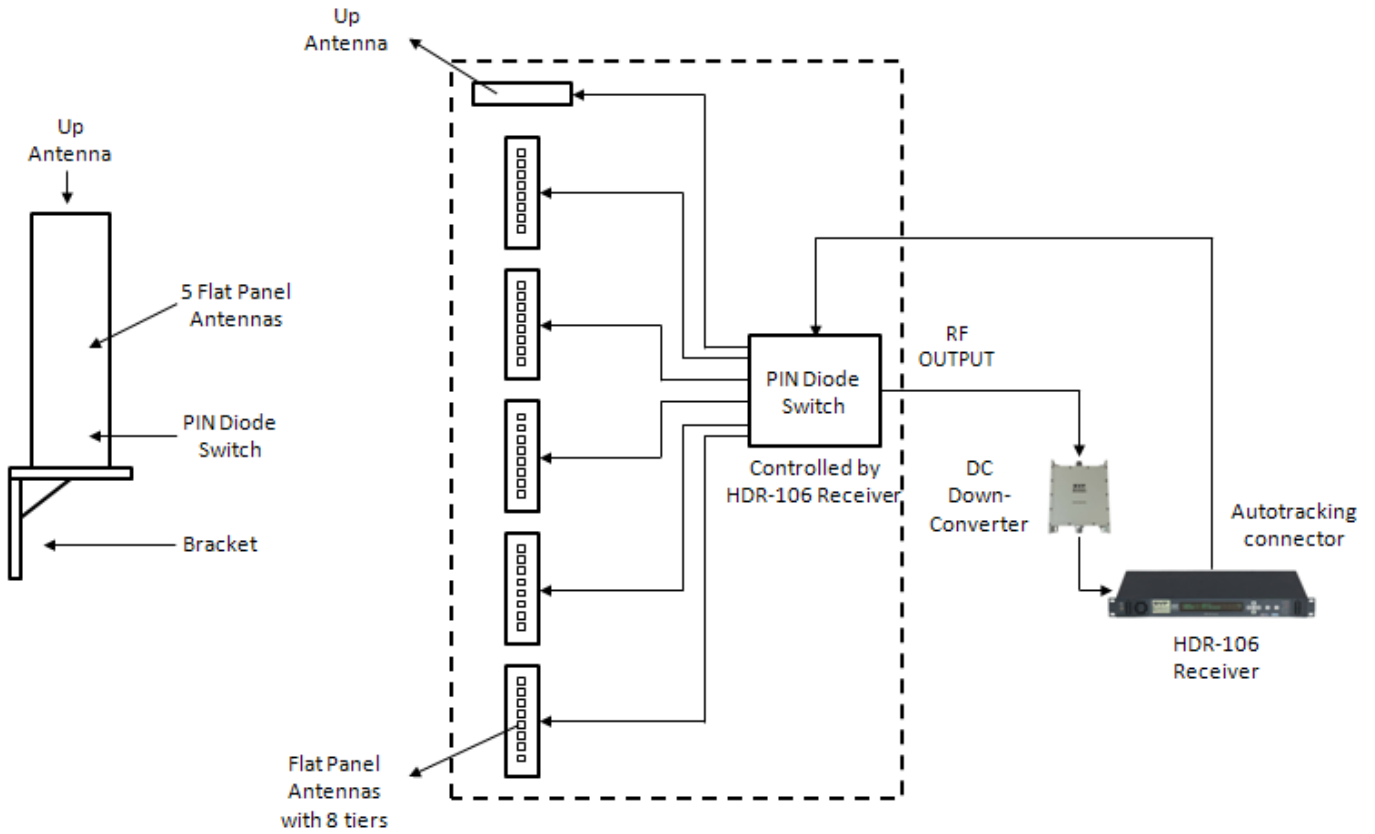 Up
Antenna
5 Flat Panel
Antennas
PIN Diode
Switch
Bracket
Up
Antenna
Flat Panel
Antennas
with 8 tiers
PIN Diode
Switch
Controlled by
HDR-106 Receiver
RF
OUTPUT
DC
Down-
Converter
Autotracking
connector
HDR-106
Receiver